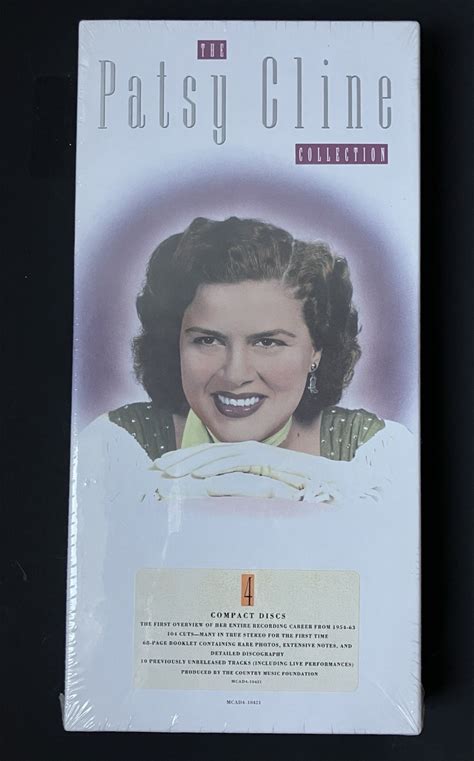 THE
Patsy Cline
COLLECTION
4
COMPACT DISCS
THE FIRST OVERVIEW OF HER ENTIRE RECORDING CAREER FROM 1954-63
104 CUTS—MANY IN TRUE STEREO FOR THE FIRST TIME
68-PAGE BOOKLET CONTAINING RARE PHOTOS, EXTENSIVE NOTES, AND
DETAILED DISCOGRAPHY
10 PREVIOUSLY UNRELEASED TRACKS (INCLUDING LIVE PERFORMANCES)
PRODUCED BY THE COUNTRY MUSIC FOUNDATION
MCAD4-10421
MCAD4-10421